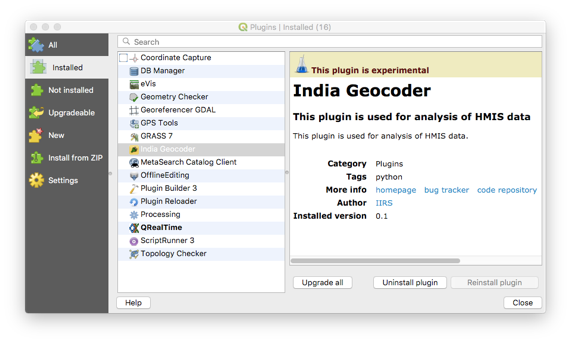 Plugins | Installed (16)
All
Installed
Not installed
Upgradeable
New
Install from ZIP
Settings
Search
Coordinate Capture
DB Manager
eVis
Geometry Checker
Georeferencer GDAL
GPS Tools
GRASS 7
India Geocoder
MetaSearch Catalog Client
OfflineEditing
Plugin Builder 3
Plugin Reloader
Processing
QRealTime
ScriptRunner 3
Topology Checker
This plugin is experimental
India Geocoder
This plugin is used for analysis of HMIS data
This plugin is used for analysis of HMIS data.
Category Plugins
Tags python
More info homepage bug tracker code repository
Author IIRS
Installed version 0.1
Upgrade all Uninstall plugin Reinstall plugin
Help Close